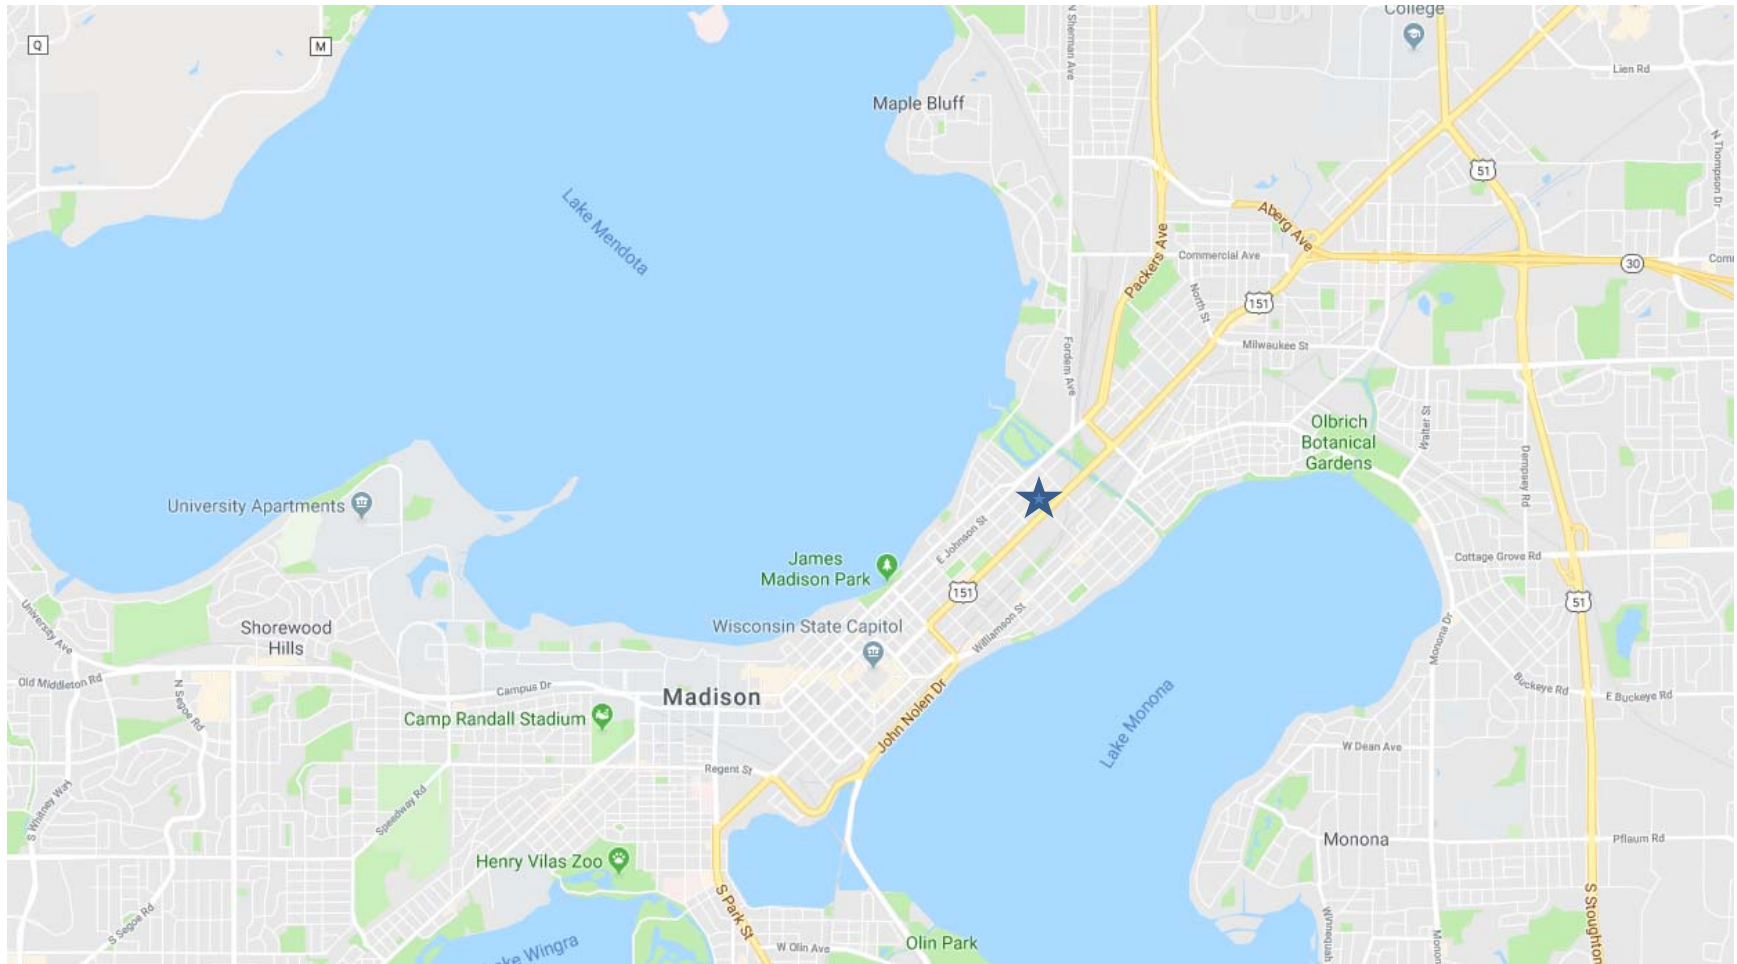 College
Q
M
N Sherman Ave
Lien Rd
Maple Bluff
N Thompson Dr
51
Lake Mendota
Aberg Ave
Packers Ave
Commercial Ave
30
North St
151
Fordem Ave
Milwaukee St
Olbrich
Botanical
Gardens
Walter St
Dempsey Rd
University Apartments
E Johnson St
James
Madison Park
Cottage Grove Rd
151
51
University Ave
Shorewood
Hills
Wisconsin State Capitol
Williamson St
Monona Dr
Old Middleton Rd
N Segoe Rd
Campus Dr
Madison
Camp Randall Stadium
John Nolen Dr
Lake Monona
Buckeye Rd
E Buckeye Rd
W Dean Ave
Regent St
S Whitney Way
Speedway Rd
Monona
Pflaum Rd
Henry Vilas Zoo
S Park St
S Segoe Rd
W Olin Ave
Olin Park
Wingra
S Stoughton